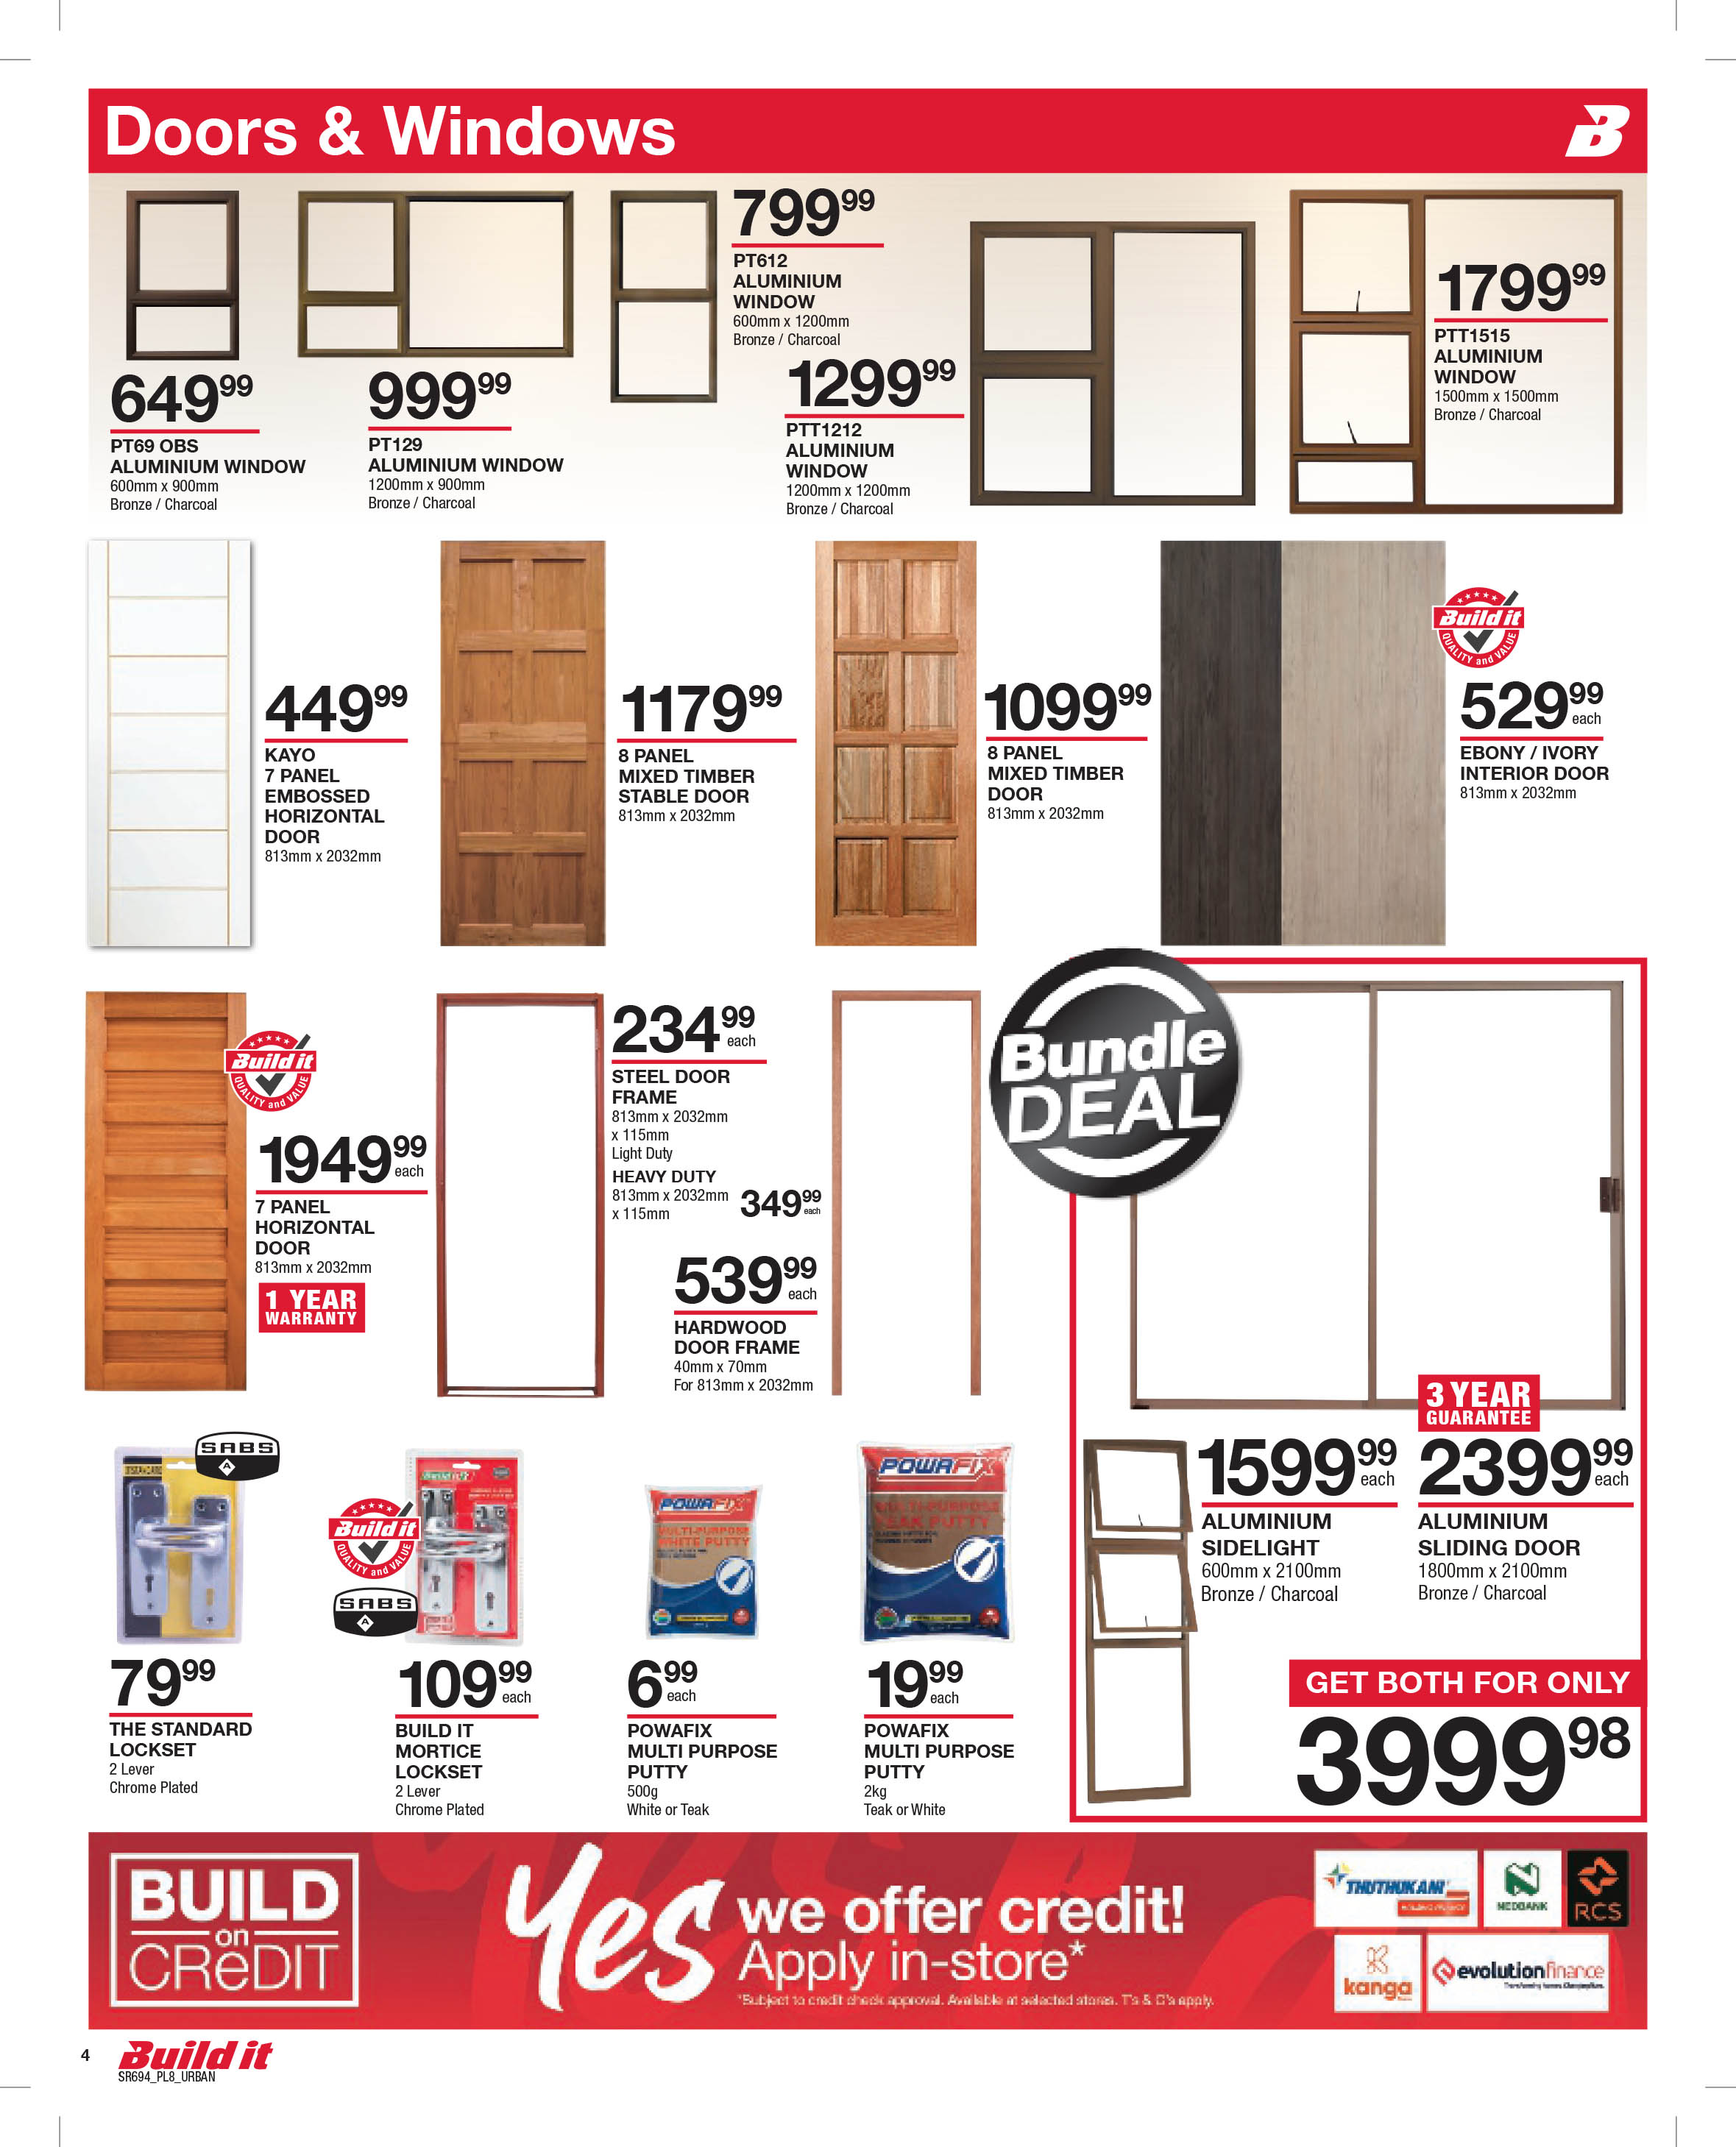 Doors & Windows
B
649 99
PT69 OBS
ALUMINIUM WINDOW
600mm x 900mm
Bronze / Charcoal
999 99
PT129
ALUMINIUM WINDOW
1200mm x 900mm
Bronze / Charcoal
799 99
PT612
ALUMINIUM
WINDOW
600mm x 1200mm
Bronze / Charcoal
1299 99
PTT1212
ALUMINIUM
WINDOW
1200mm x 1200mm
Bronze / Charcoal
1799 99
PTT1515
ALUMINIUM
WINDOW
1500mm x 1500mm
Bronze / Charcoal
449 99
KAYO
7 PANEL
EMBOSSED
HORIZONTAL
DOOR
813mm x 2032mm
1179 99
8 PANEL
MIXED TIMBER
STABLE DOOR
813mm x 2032mm
1099 99
8 PANEL
MIXED TIMBER
DOOR
813mm x 2032mm
Build it
QUALITY and VALUE
529 99
each
EBONY / IVORY
INTERIOR DOOR
813mm x 2032mm
Build it
QUALITY and VALUE
1949 99
each
7 PANEL
HORIZONTAL
DOOR
813mm x 2032mm
1 YEAR
WARRANTY
234 99
each
STEEL DOOR
FRAME
813mm x 2032mm
x 115mm
Light Duty
HEAVY DUTY
813mm x 2032mm
x 115mm
349 99
each
539 99
each
HARDWOOD
DOOR FRAME
40mm x 70mm
For 813mm x 2032mm
Bundle
DEAL
3 YEAR
GUARANTEE
1599 99
each
ALUMINIUM
SIDELIGHT
600mm x 2100mm
Bronze / Charcoal
2399 99
each
ALUMINIUM
SLIDING DOOR
1800mm x 2100mm
Bronze / Charcoal
GET BOTH FOR ONLY
3999 98
SABS
A
79 99
THE STANDARD
LOCKSET
2 Lever
Chrome Plated
Build it
QUALITY and VALUE
SABS
A
109 99
each
BUILD IT
MORTICE
LOCKSET
2 Lever
Chrome Plated
POWAFIX
MULTI-PURPOSE
WHITE PUTTY
6 99
each
POWAFIX
MULTI PURPOSE
PUTTY
500g
White or Teak
POWAFIX
MULTI-PURPOSE
TEAK PUTTY
19 99
each
POWAFIX
MULTI PURPOSE
PUTTY
2kg
Teak or White
BUILD
on
CReDIT
Yes we offer credit!
Apply in-store*
*Subject to credit check approval. Available at selected stores. T's & C's apply.
THUTHUKANI
NEDBANK
RCS
kanga
evolution finance
4
Build it
SR694_PL8_URBAN